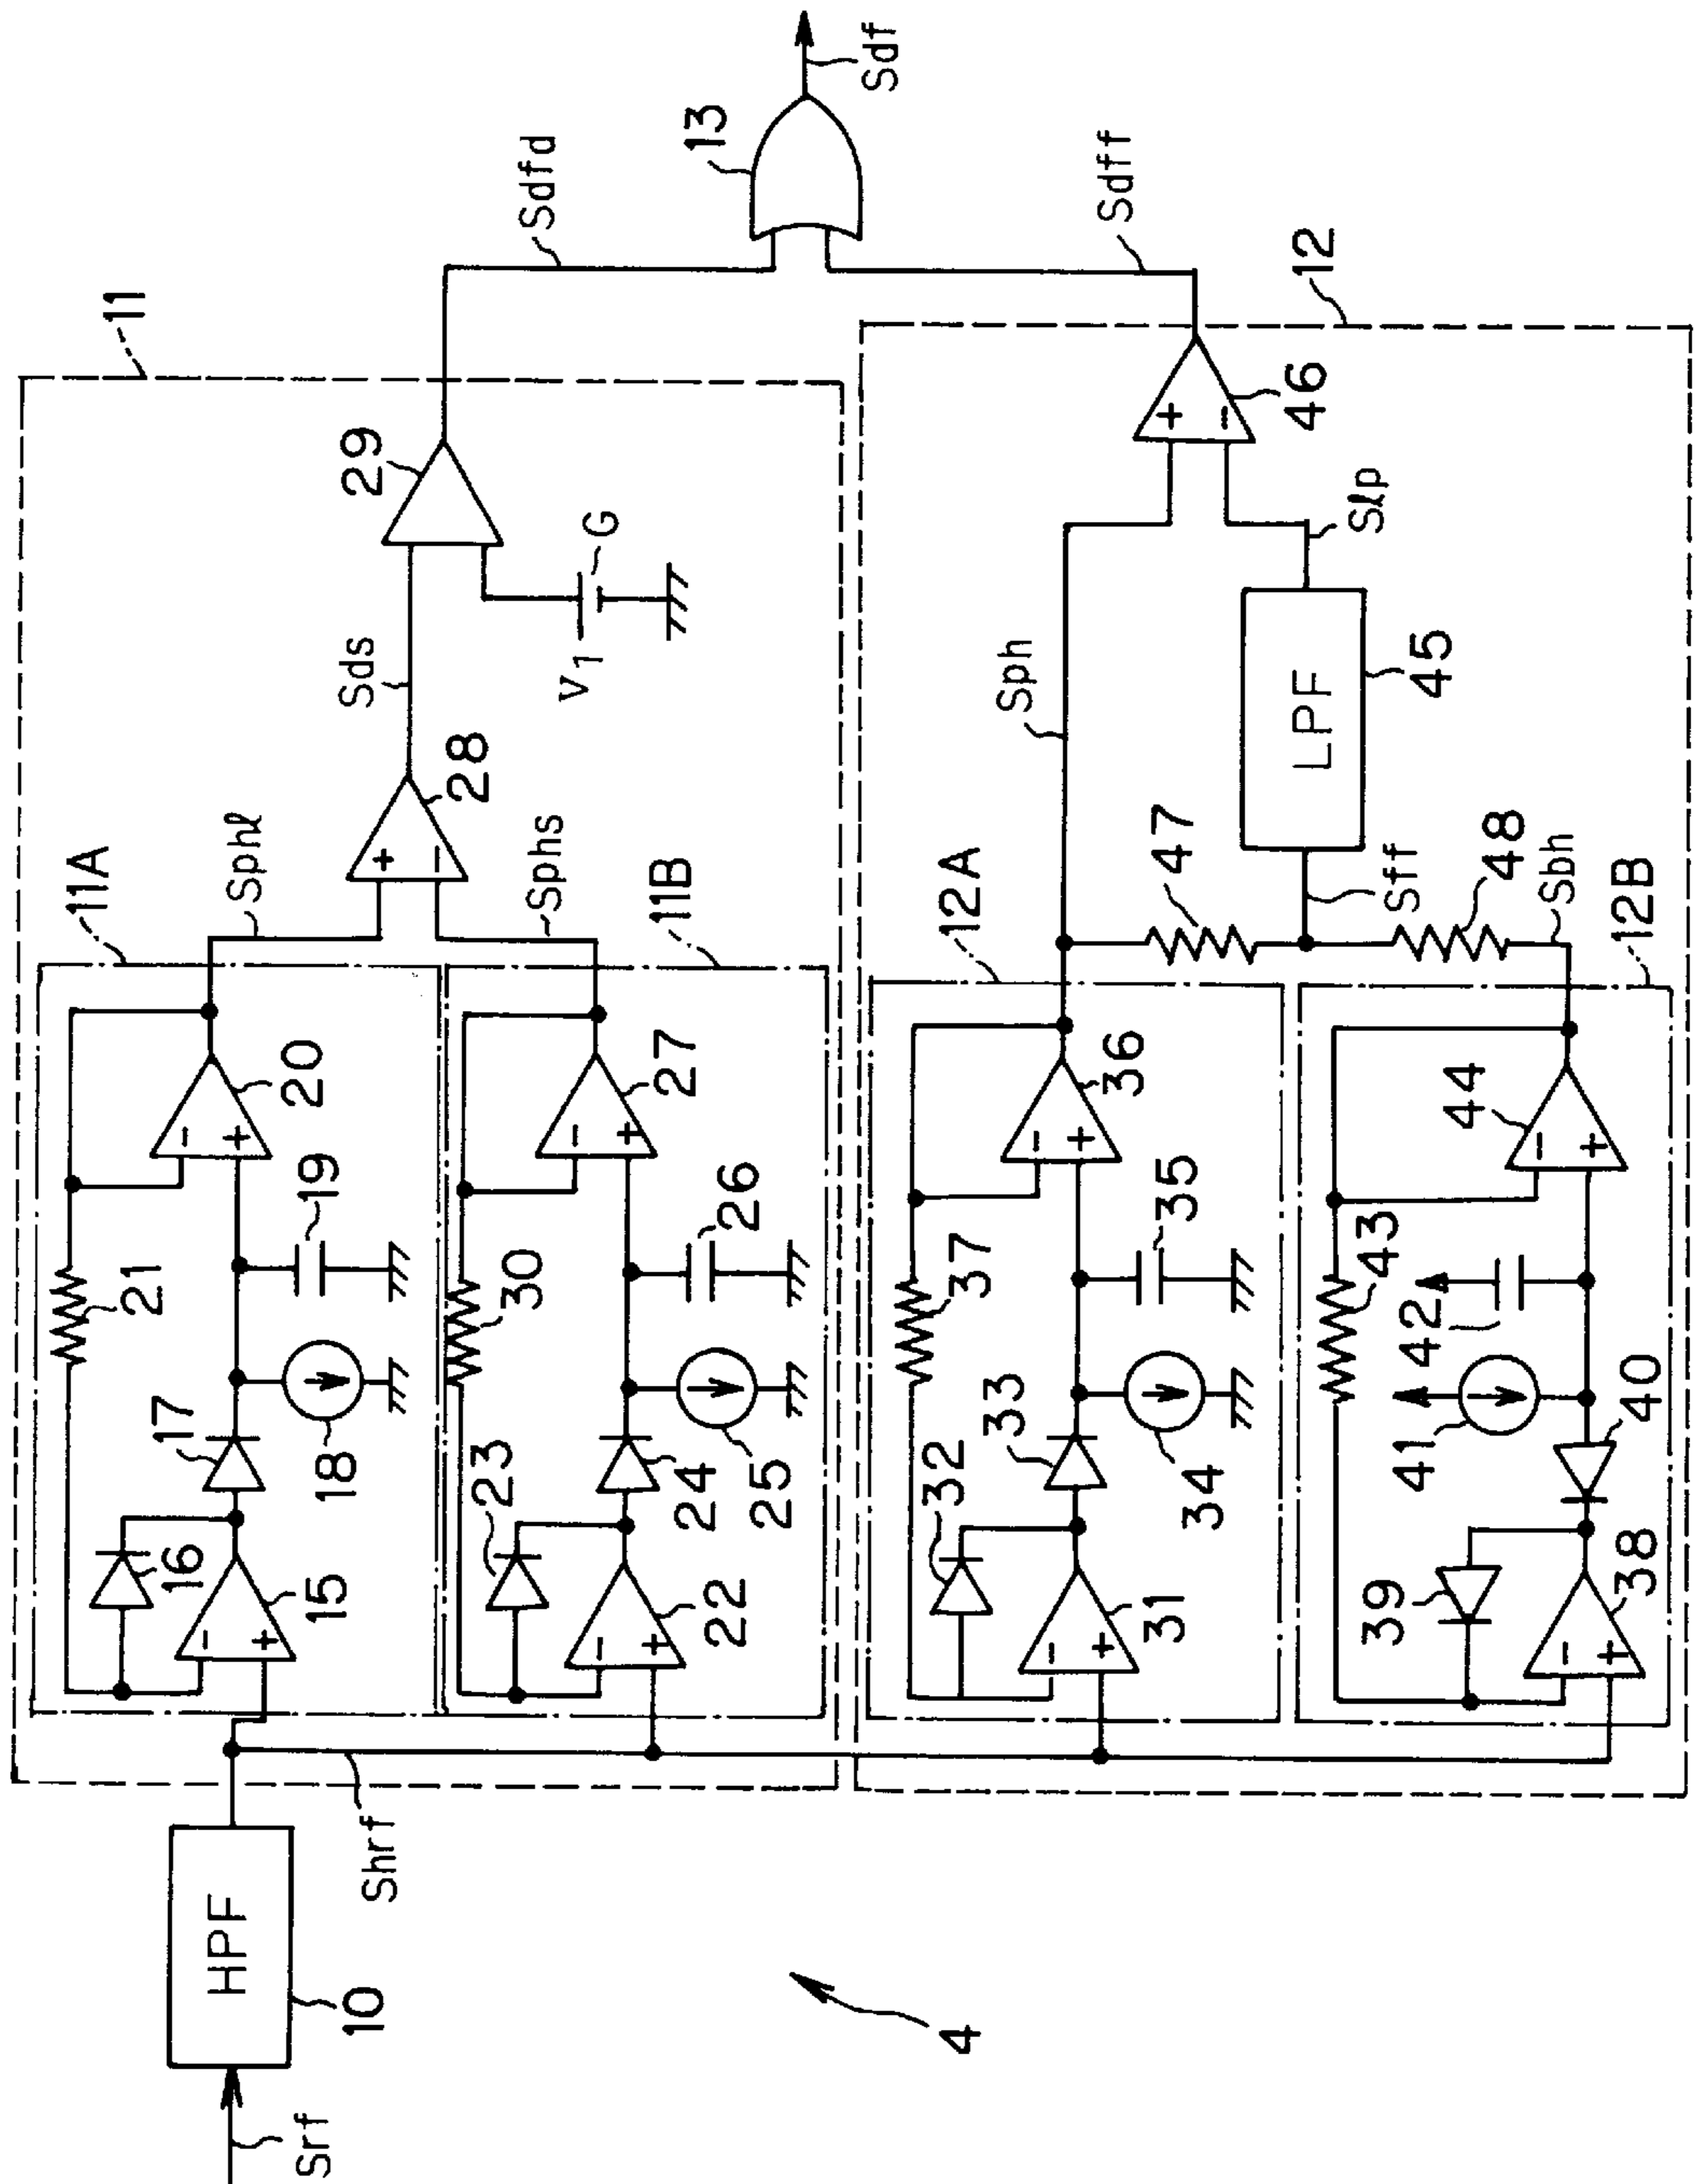 Srf
HPF
10
Shrf
4
11
11A
15
16
17
18
19
20
21
-
+
-
+
Sphl
11B
22
23
24
25
26
27
30
-
+
-
+
Sphs
+
-
28
Sds
V1
G
29
Sdfd
12
12A
31
32
33
34
35
36
37
-
+
-
+
Sph
12B
38
39
40
41
42
43
44
-
+
-
+
Sbh
47
48
Sff
LPF
45
Slp
+
-
46
Sdff
13
Sdf